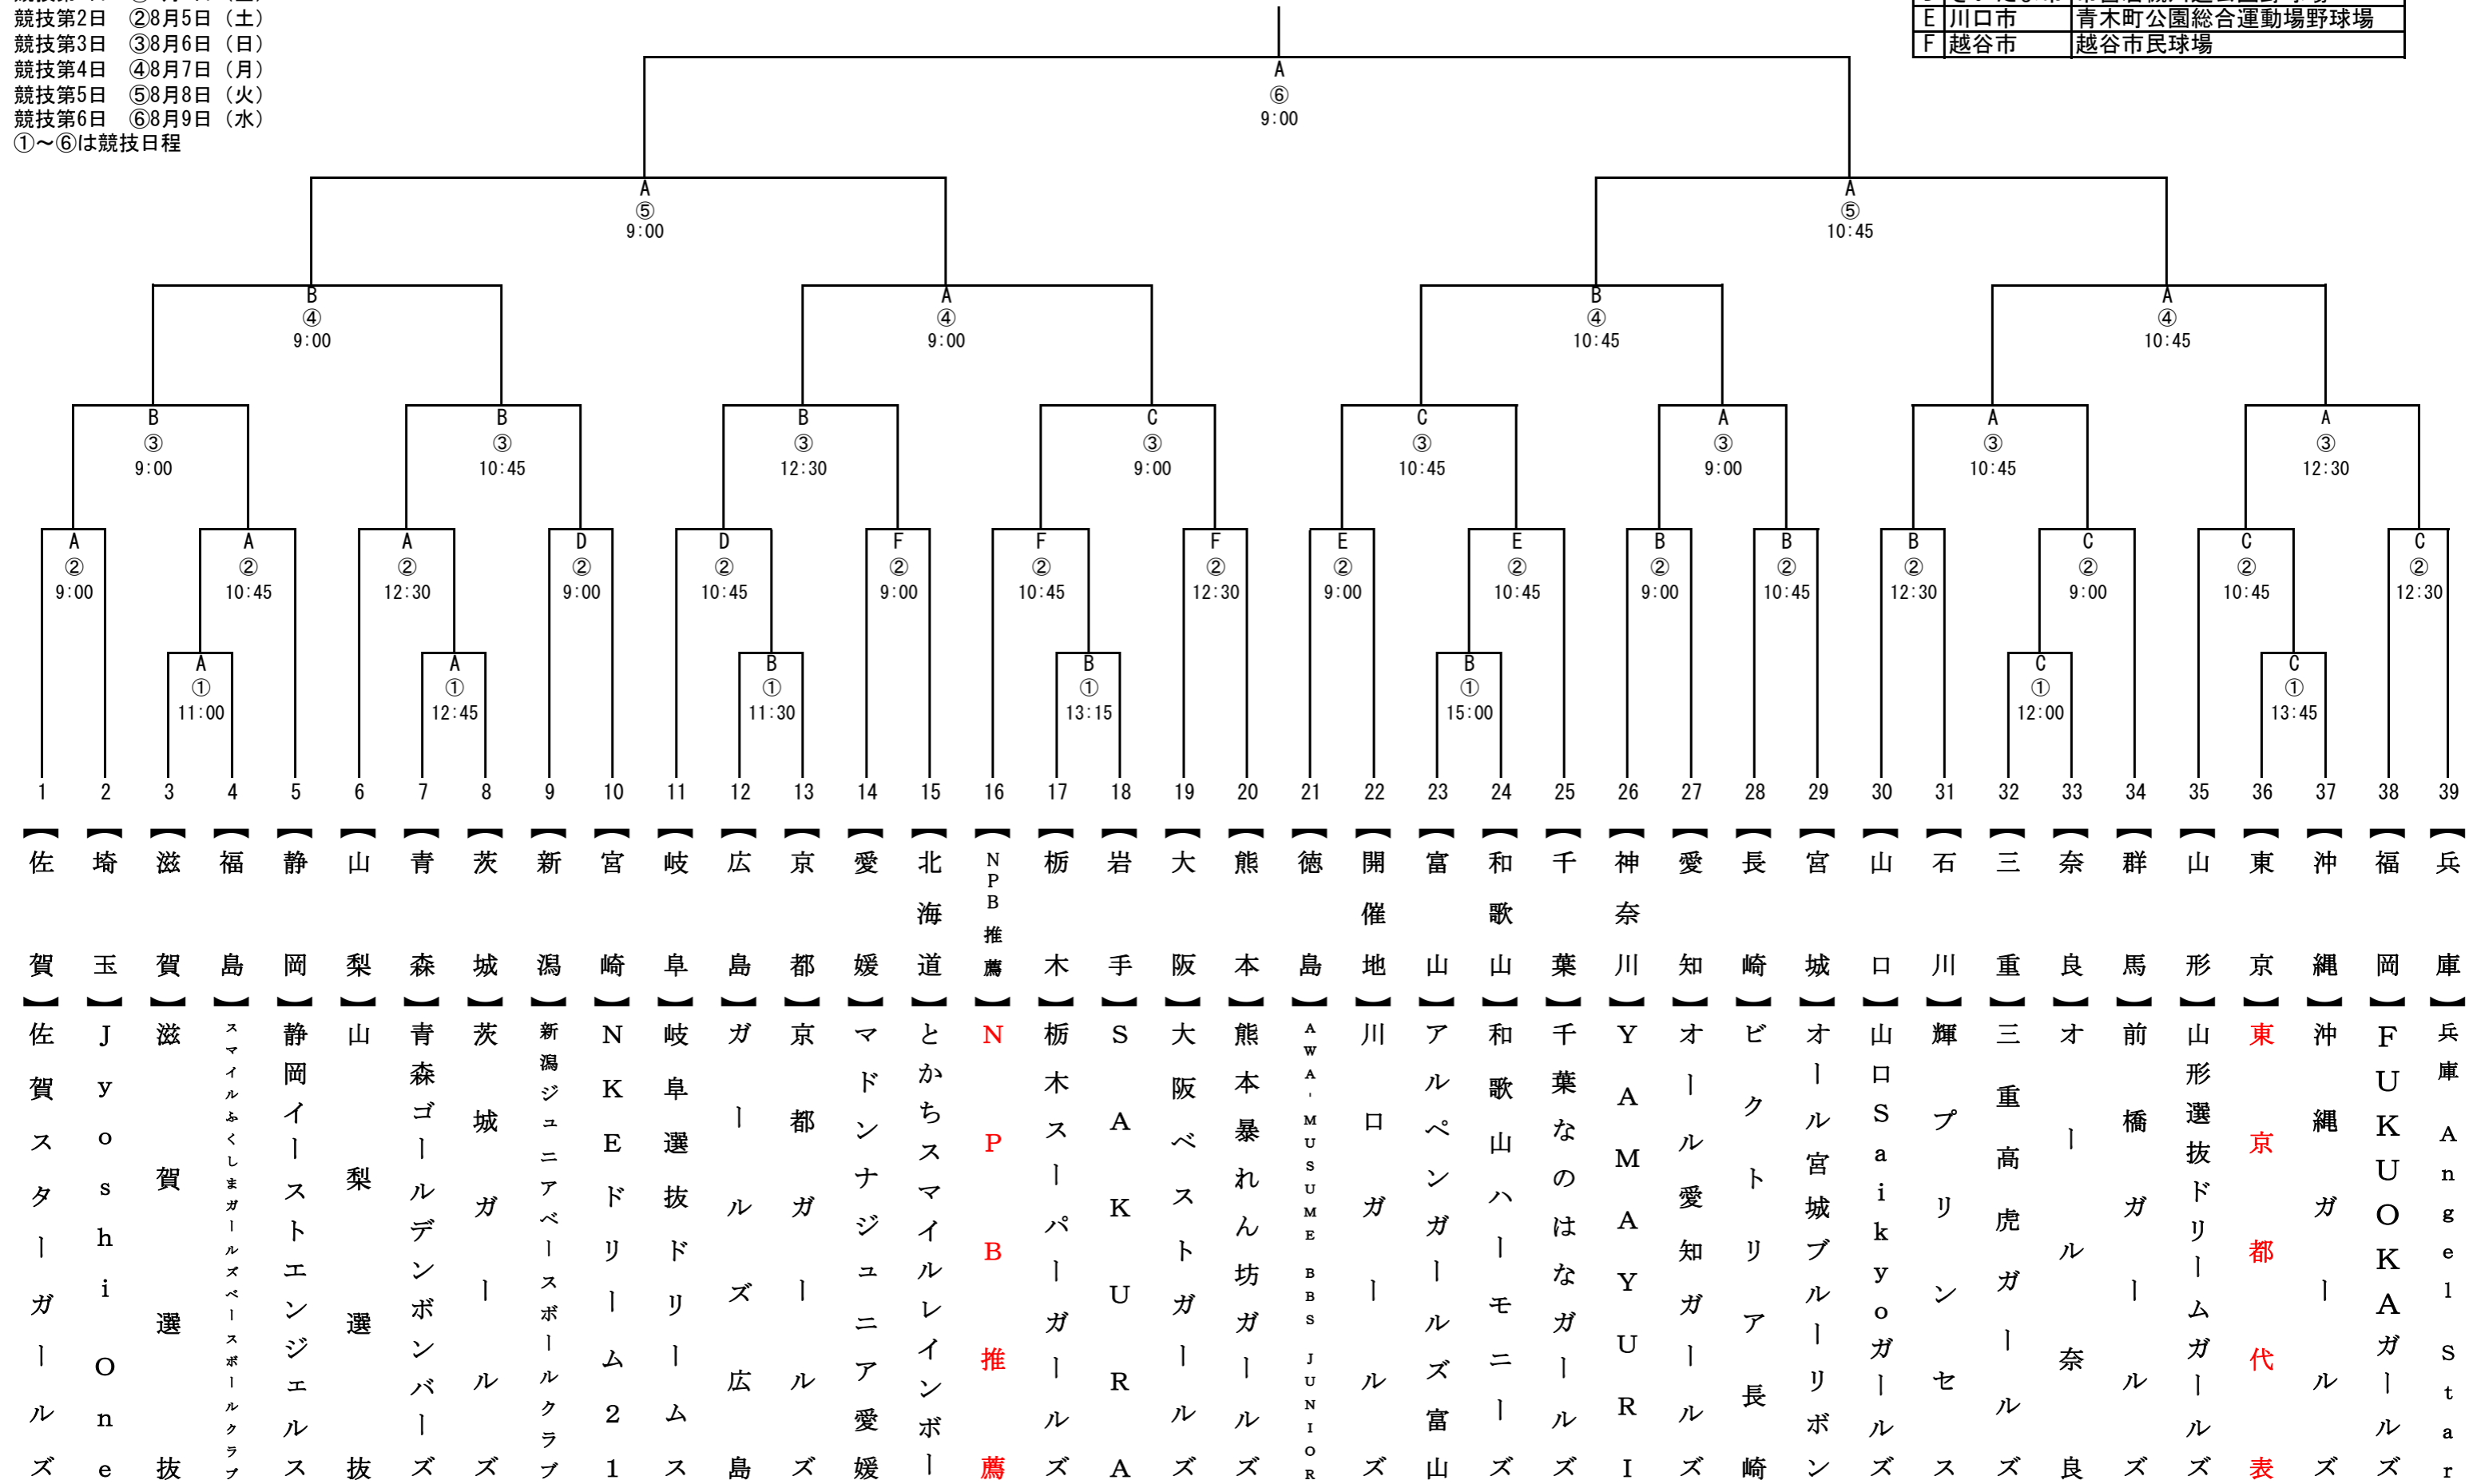 競技第2日　②8月5日（土）
競技第3日　③8月6日（日）
競技第4日　④8月7日（月）
競技第5日　⑤8月8日（火）
競技第6日　⑥8月9日（水）
①～⑥は競技日程
E 川口市 青木町公園総合運動場野球場
F 越谷市 越谷市民球場
A ⑥ 9:00
A ⑤ 9:00
A ⑤ 10:45
B ④ 9:00
A ④ 9:00
B ④ 10:45
A ④ 10:45
B ③ 9:00
B ③ 10:45
B ③ 12:30
C ③ 9:00
C ③ 10:45
A ③ 9:00
A ③ 10:45
A ③ 12:30
A ② 9:00
A ② 10:45
A ② 12:30
D ② 9:00
D ② 10:45
F ② 9:00
F ② 10:45
F ② 12:30
E ② 9:00
E ② 10:45
B ② 9:00
B ② 10:45
B ② 12:30
C ② 9:00
C ② 10:45
C ② 12:30
A ① 11:00
A ① 12:45
B ① 11:30
B ① 13:15
B ① 15:00
C ① 12:00
C ① 13:45
1 【佐賀】 佐賀スターガールズ
2 【埼玉】 Jyoshi One
3 【滋賀】 滋賀選抜
4 【福島】 スマイルふくしまガールズベースボールクラブ
5 【静岡】 静岡イーストエンジェルス
6 【山梨】 山梨選抜
7 【青森】 青森ゴールデンボンバーズ
8 【茨城】 茨城ガールズ
9 【新潟】 新潟ジュニアベースボールクラブ
10 【宮崎】 NKEドリーム21
11 【岐阜】 岐阜選抜ドリームス
12 【広島】 ガールズ広島
13 【京都】 京都ガールズ
14 【愛媛】 マドンナジュニア愛媛
15 【北海道】 とかちスマイルレインボー
16 【NPB推薦】 NPB推薦
17 【栃木】 栃木スーパーガールズ
18 【岩手】 SAKURA
19 【大阪】 大阪ベストガールズ
20 【熊本】 熊本暴れん坊ガールズ
21 【徳島】 AWA-MUSUME BBS JUNIOR
22 【開催地】 川口ガールズ
23 【富山】 アルペンガールズ富山
24 【和歌山】 和歌山ハーモニーズ
25 【千葉】 千葉なのはなガールズ
26 【神奈川】 YAMAYURI
27 【愛知】 オール愛知ガールズ
28 【長崎】 ビクトリア長崎
29 【宮城】 オール宮城ブルーリボン
30 【山口】 山口Saikyoガールズ
31 【石川】 輝プリンセス
32 【三重】 三重高虎ガールズ
33 【奈良】 オール奈良
34 【群馬】 前橋ガールズ
35 【山形】 山形選抜ドリームガールズ
36 【東京】 東京都代表
37 【沖縄】 沖縄ガールズ
38 【福岡】 FUKUOKAガールズ
39 【兵庫】 兵庫 Angel Star